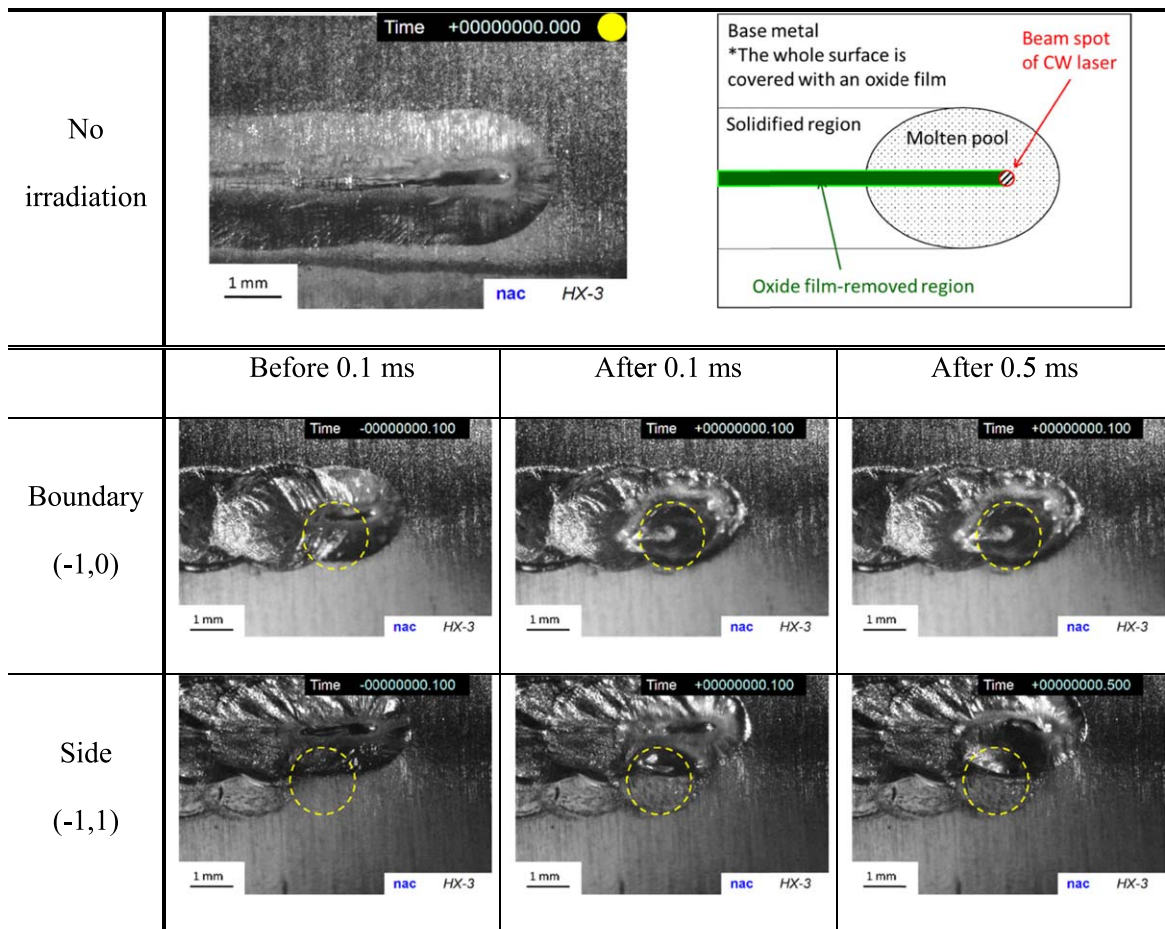 No
irradiation
Time +00000000.000
1 mm
nac HX-3
Base metal
*The whole surface is
covered with an oxide film
Beam spot
of CW laser
Solidified region
Molten pool
Oxide film-removed region
Before 0.1 ms
After 0.1 ms
After 0.5 ms
Boundary
(-1,0)
Time -00000000.100
1 mm
nac HX-3
Time +00000000.100
1 mm
nac HX-3
Time +00000000.100
1 mm
nac HX-3
Side
(-1,1)
Time -00000000.100
1 mm
nac HX-3
Time +00000000.100
1 mm
nac HX-3
Time +00000000.500
1 mm
nac HX-3